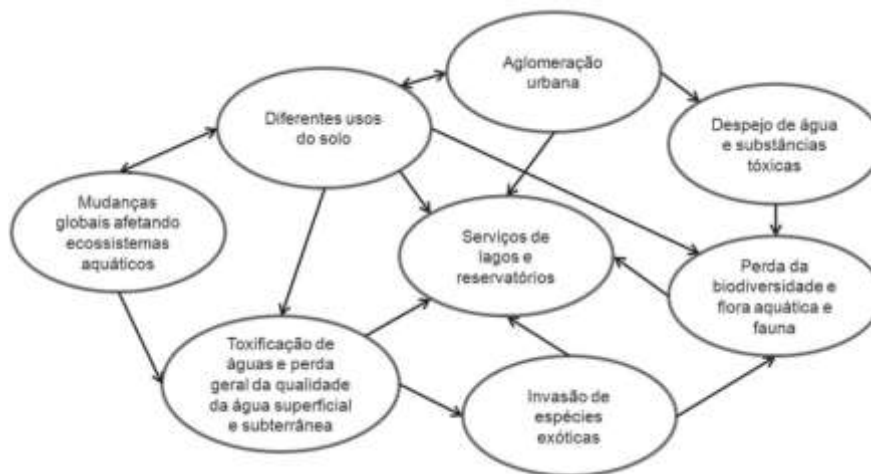 Aglomeração
urbana
Diferentes usos
do solo
Despejo de água
e substâncias
tóxicas
Mudanças
globais afetando
ecossistemas
aquáticos
Serviços de
lagos e
reservatórios
Perda da
biodiversidade e
flora aquática e
fauna
Toxificação de
águas e perda
geral da qualidade
da água superficial
e subterrânea
Invasão de
espécies
exóticas